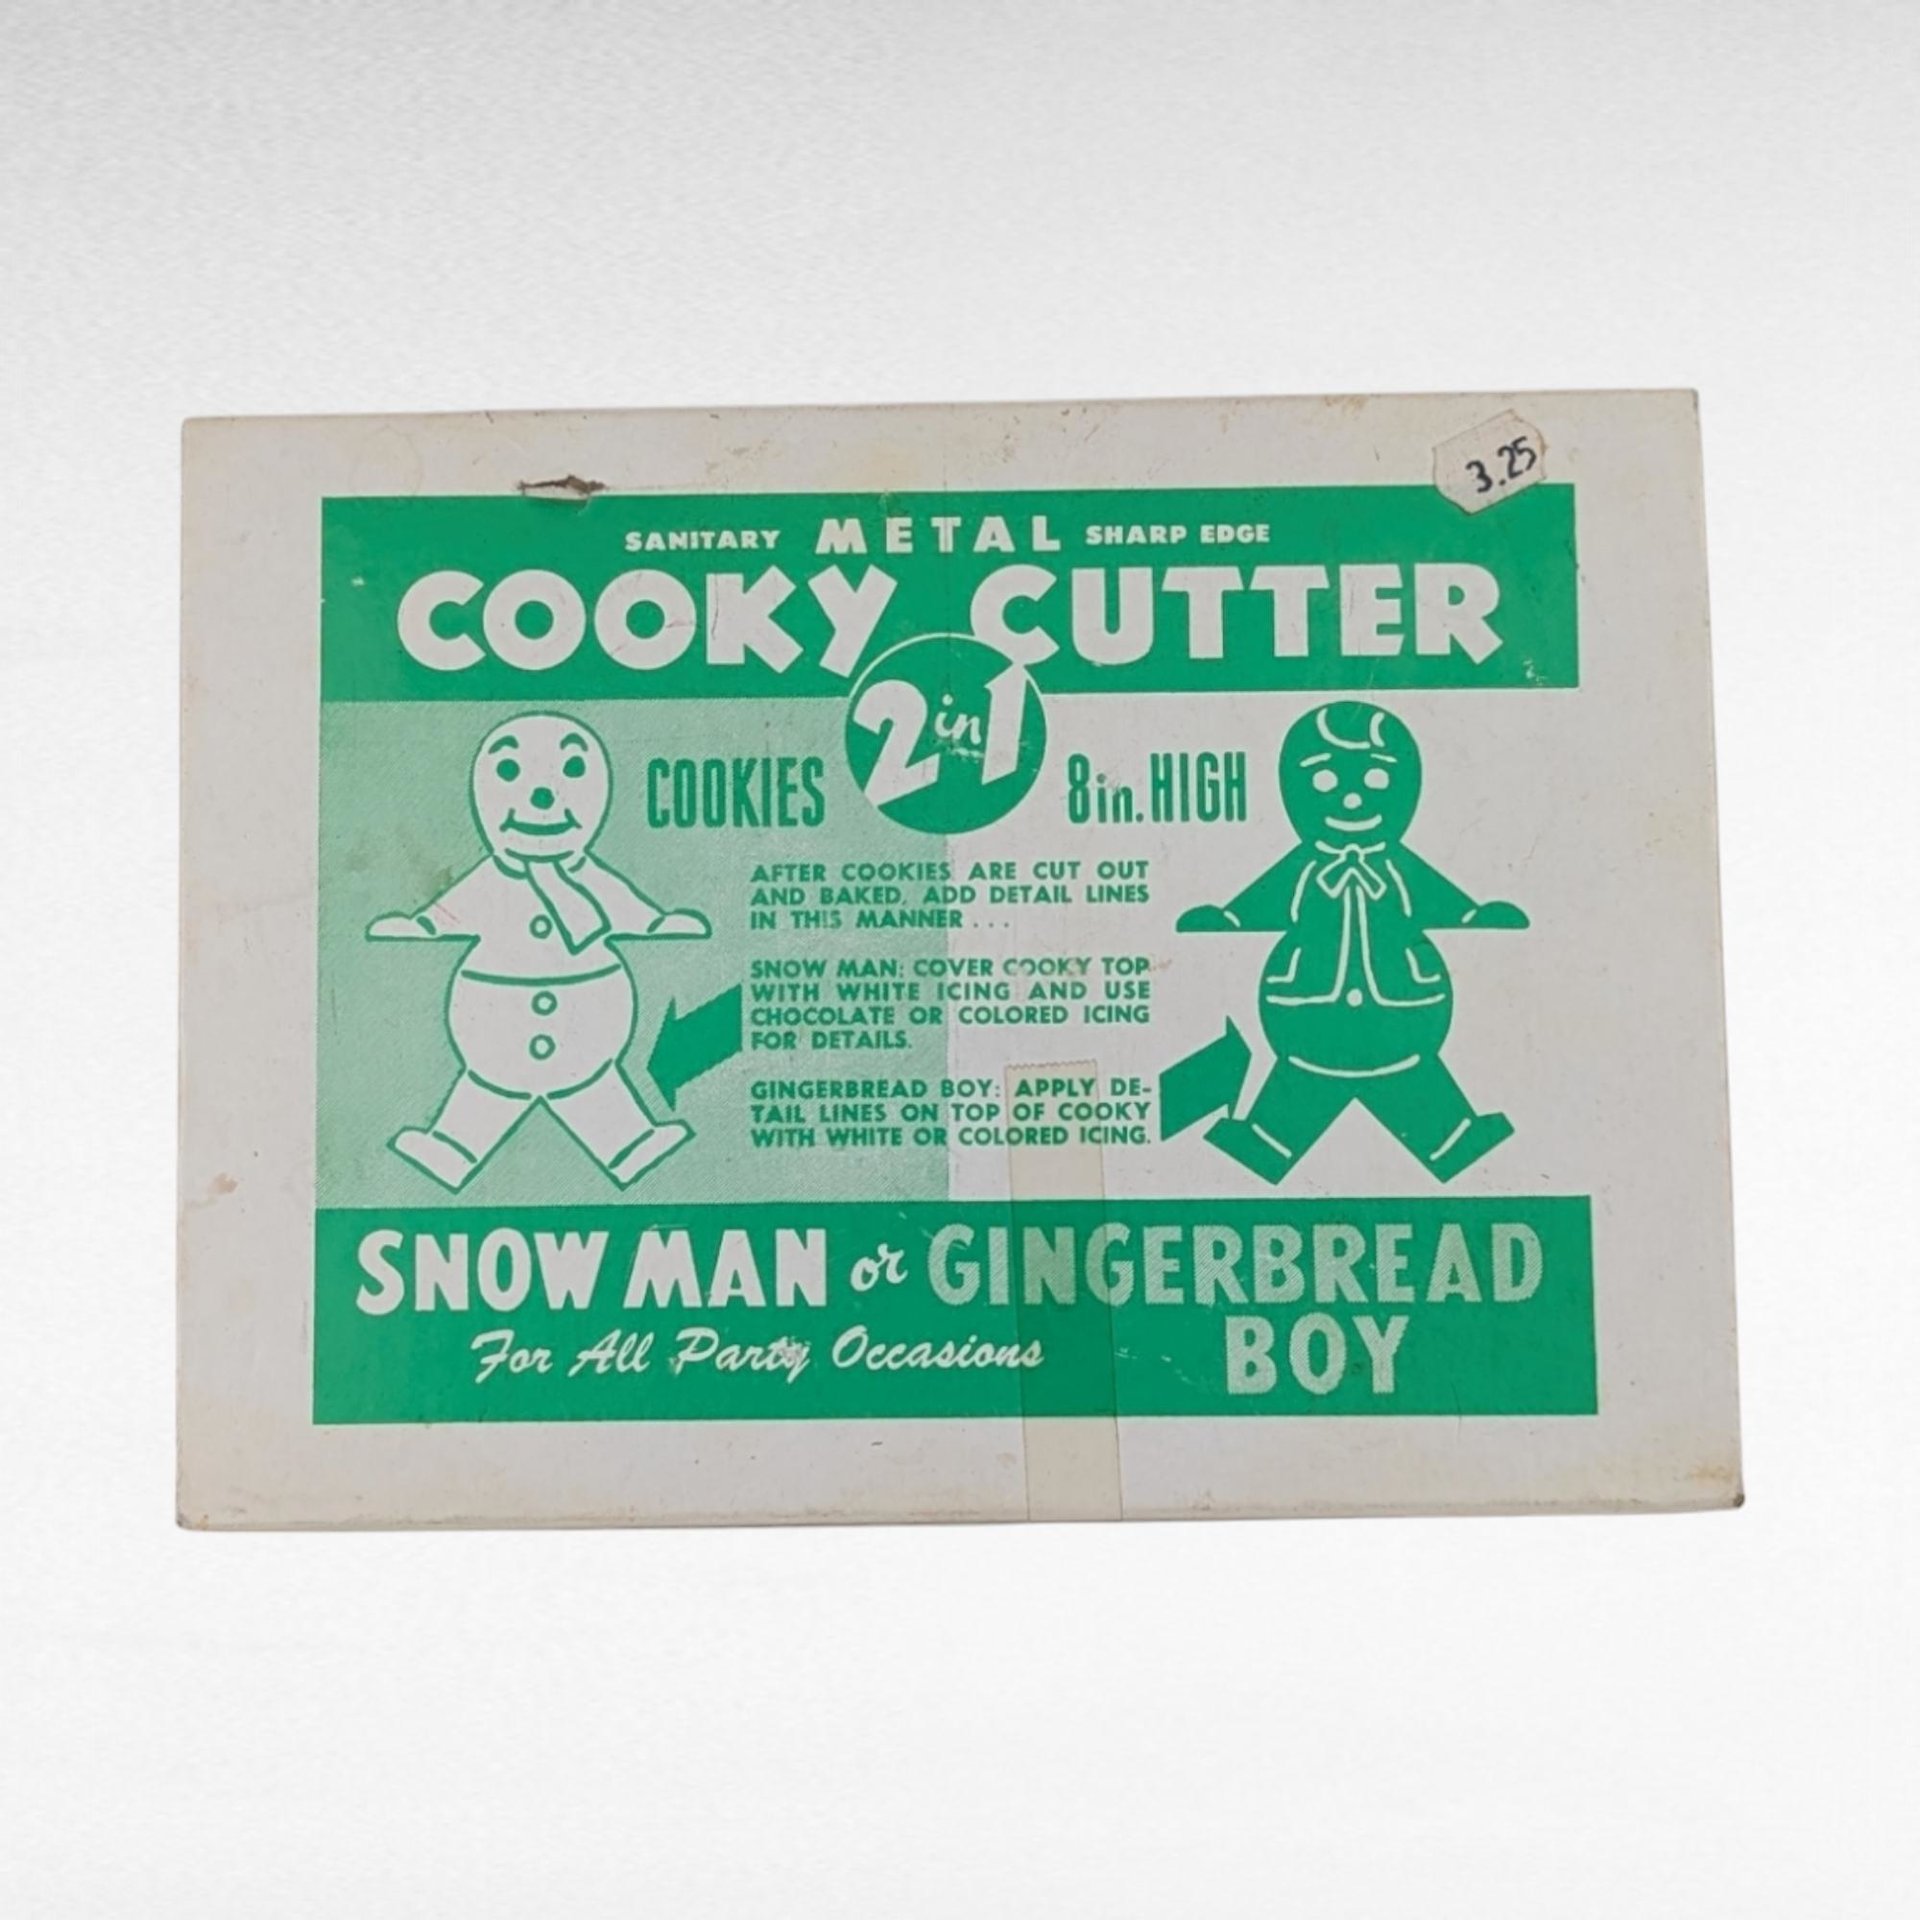 3.25
SANITARY METAL SHARP EDGE
COOKY CUTTER
2 in 1
COOKIES 8 in. HIGH
AFTER COOKIES ARE CUT OUT
AND BAKED, ADD DETAIL LINES
IN THIS MANNER . . .
SNOW MAN: COVER COOKY TOP
WITH WHITE ICING AND USE
CHOCOLATE OR COLORED ICING
FOR DETAILS.
GINGERBREAD BOY: APPLY DE-
TAIL LINES ON TOP OF COOKY
WITH WHITE OR COLORED ICING.
SNOW MAN or GINGERBREAD
BOY
For All Party Occasions